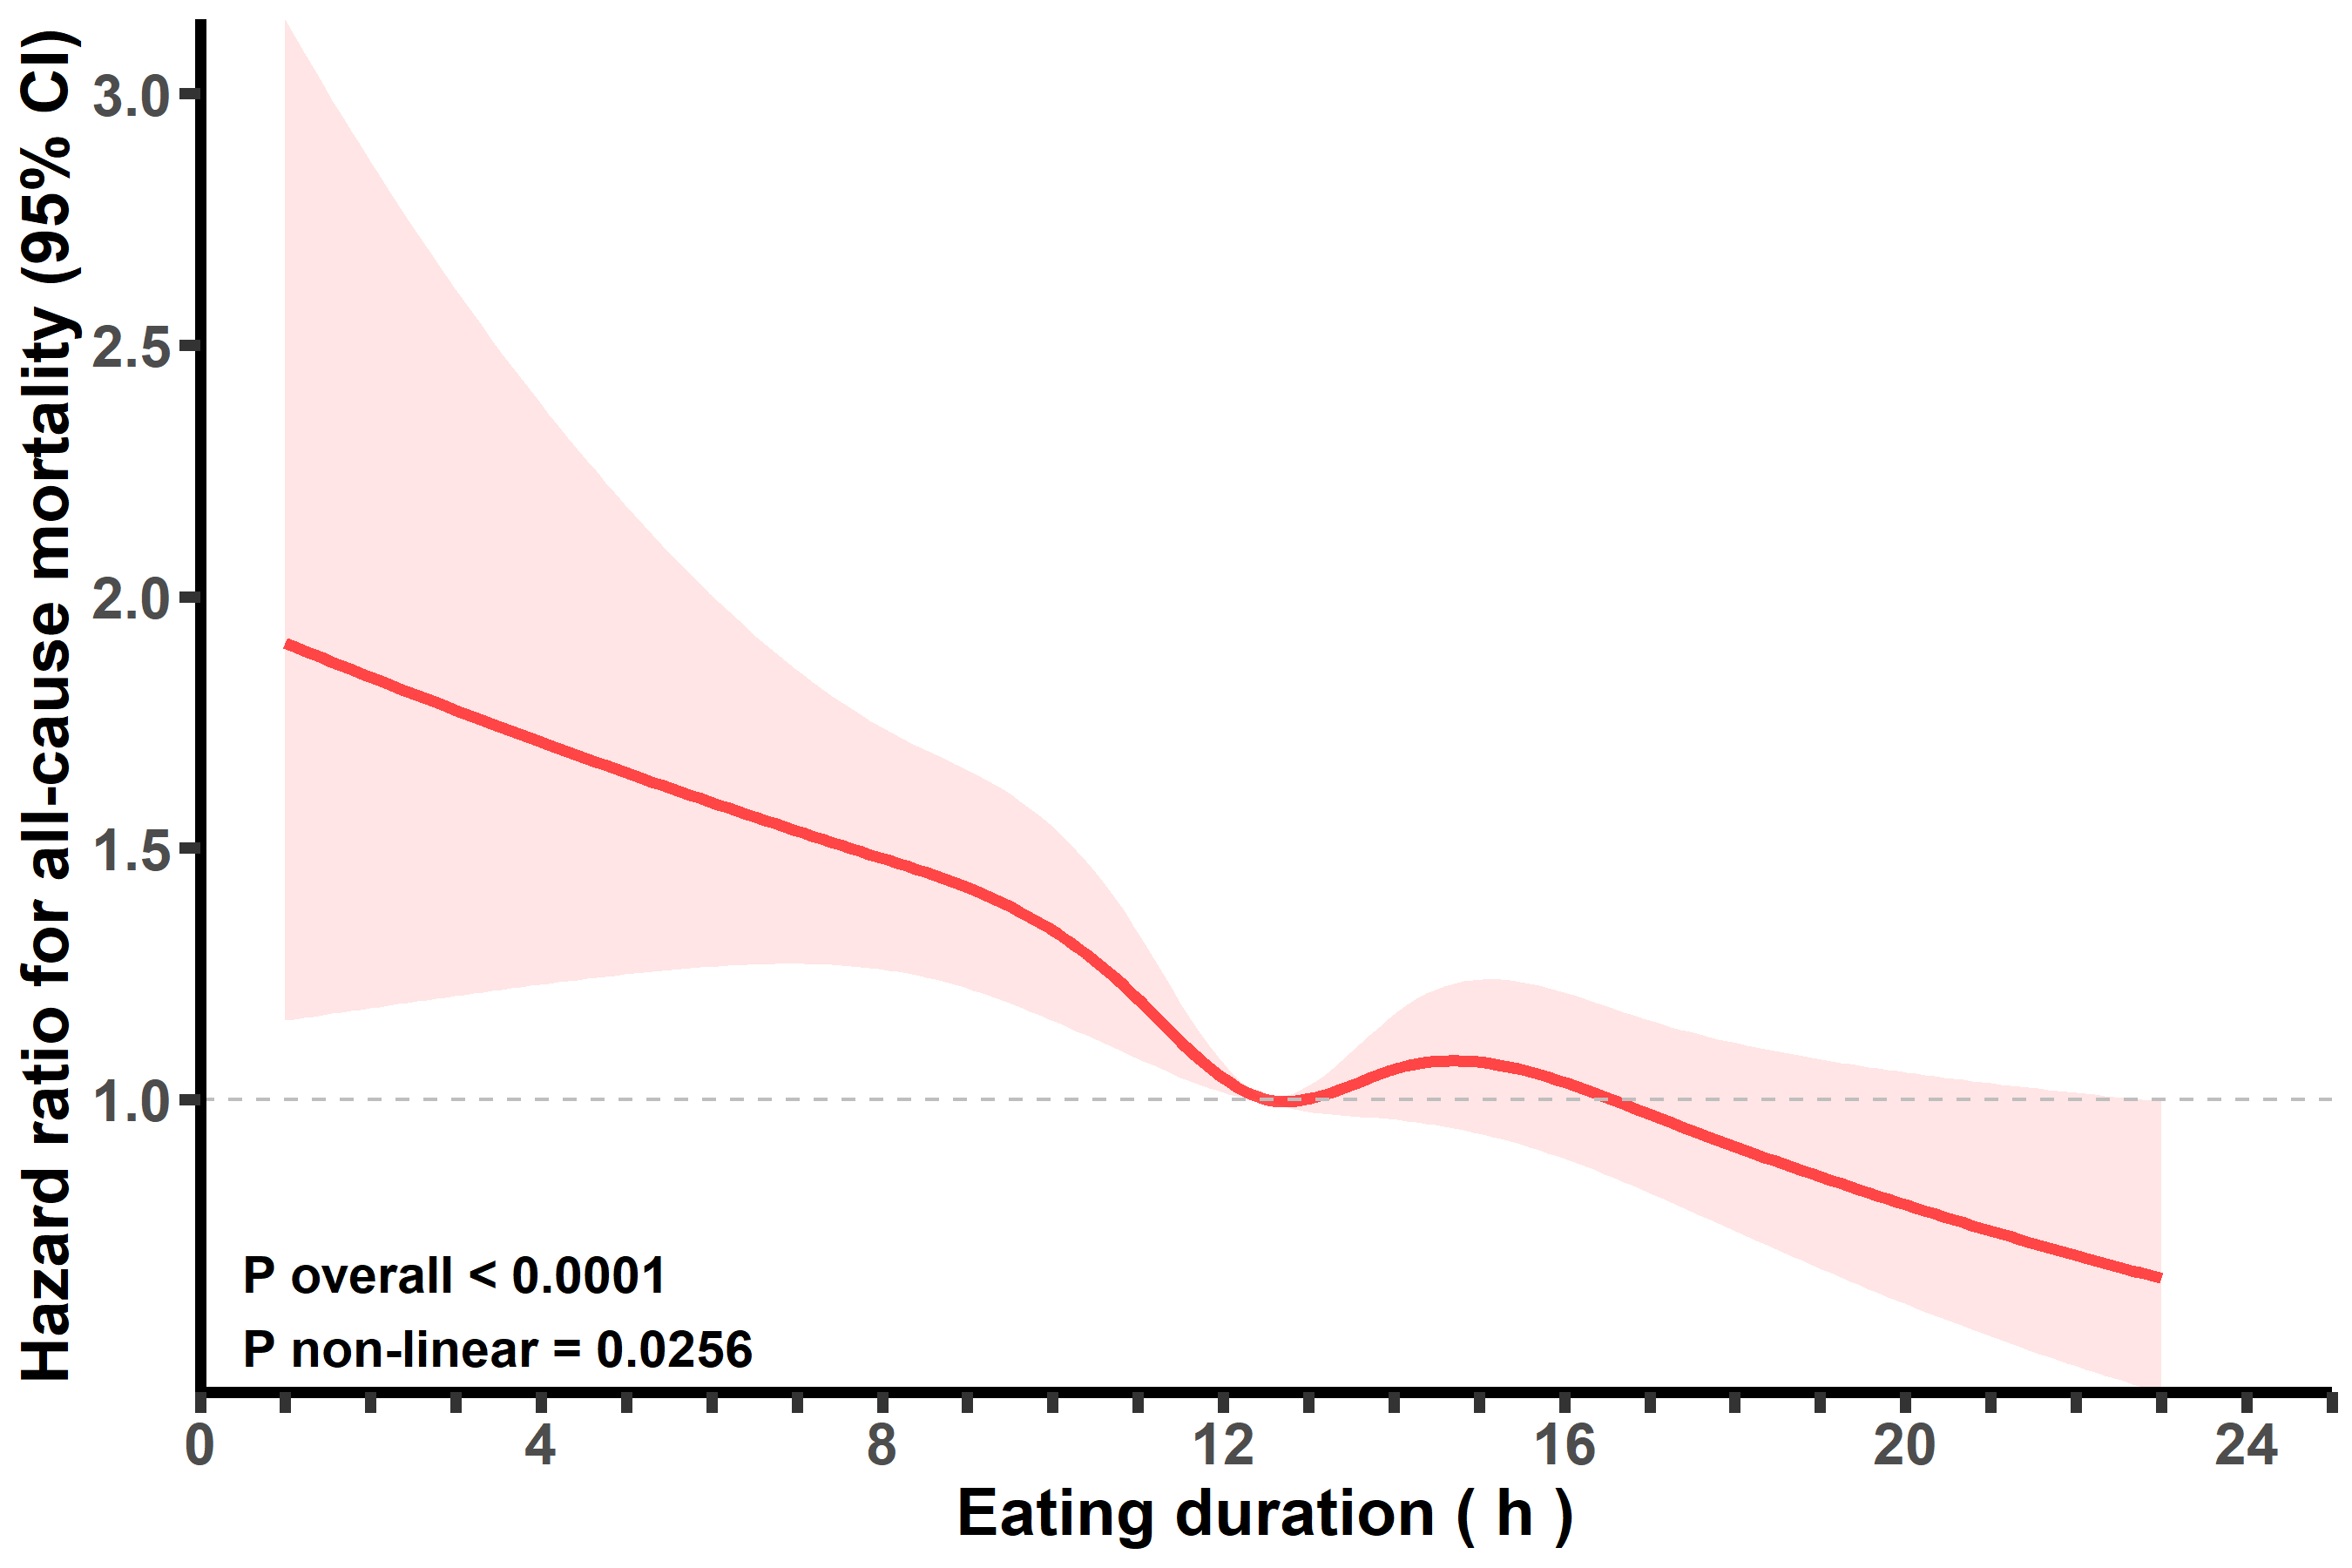 Hazard ratio for all-cause mortality (95% CI)
3.0
2.5
2.0
1.5
1.0
P overall < 0.0001
P non-linear = 0.0256
0 4 8 12 16 20 24
Eating duration ( h )